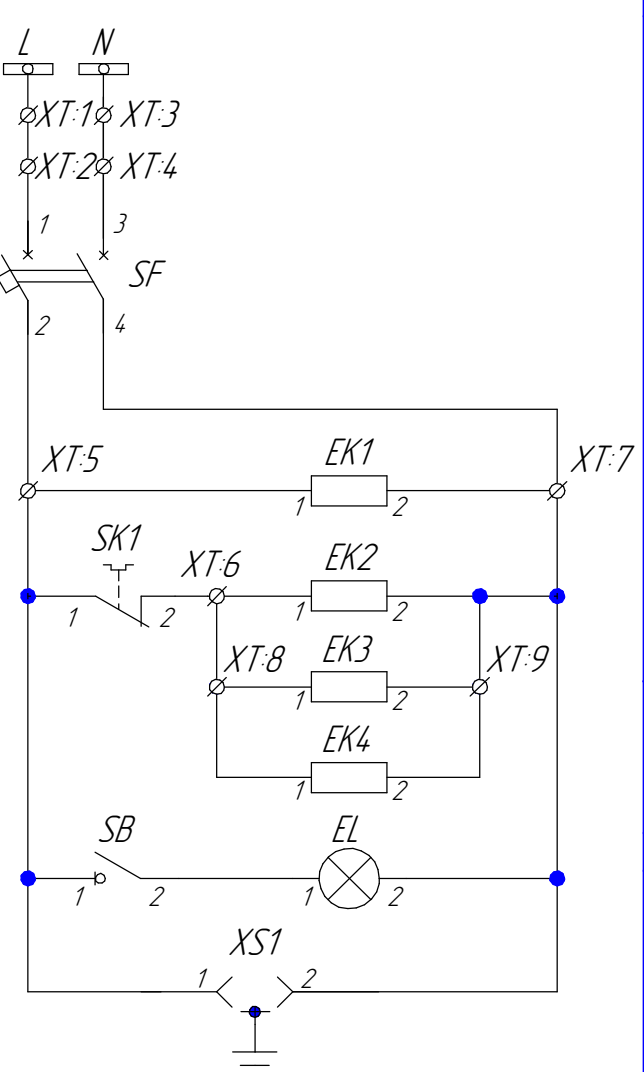 L N
XT:1 XT:3
XT:2 XT:4
1 3
SF
2 4
XT:5 EK1 XT:7
1 2
SK1 XT:6 EK2
1 2 1 2
XT:8 EK3 XT:9
1 2
EK4
1 2
SB EL
1 2 1 2
XS1
1 2